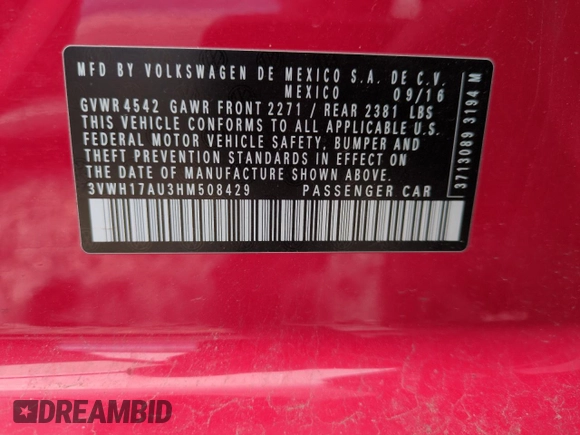 MFD BY VOLKSWAGEN DE MEXICO S.A. DE C.V.
MEXICO 09/16
GVWR 4542 GAWR FRONT 2271 / REAR 2381 LBS
THIS VEHICLE CONFORMS TO ALL APPLICABLE U.S.
FEDERAL MOTOR VEHICLE SAFETY, BUMPER AND
THEFT PREVENTION STANDARDS IN EFFECT ON
THE DATE OF MANUFACTURE SHOWN ABOVE.
3VWH17AU3HM508429 PASSENGER CAR
3713089 3194 M
DREAMBID